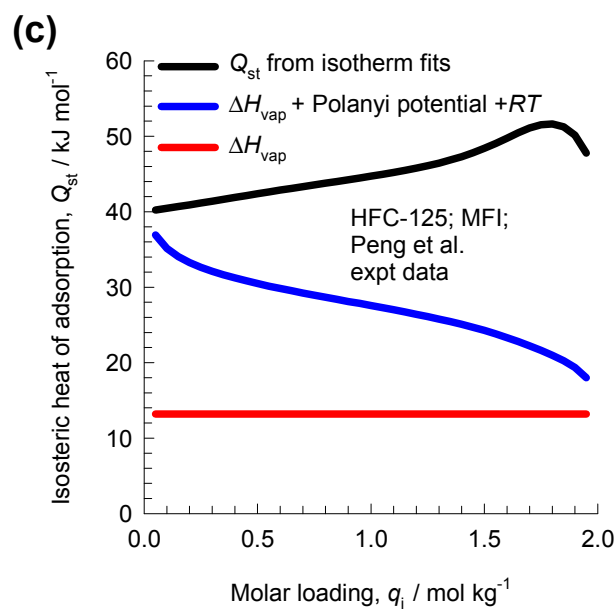 (c)
60
50
40
30
20
10
0
Isosteric heat of adsorption, Qst / kJ mol-1
Qst from isotherm fits
ΔHvap + Polanyi potential +RT
ΔHvap
HFC-125; MFI;
Peng et al.
expt data
0.0 0.5 1.0 1.5 2.0
Molar loading, qi / mol kg-1